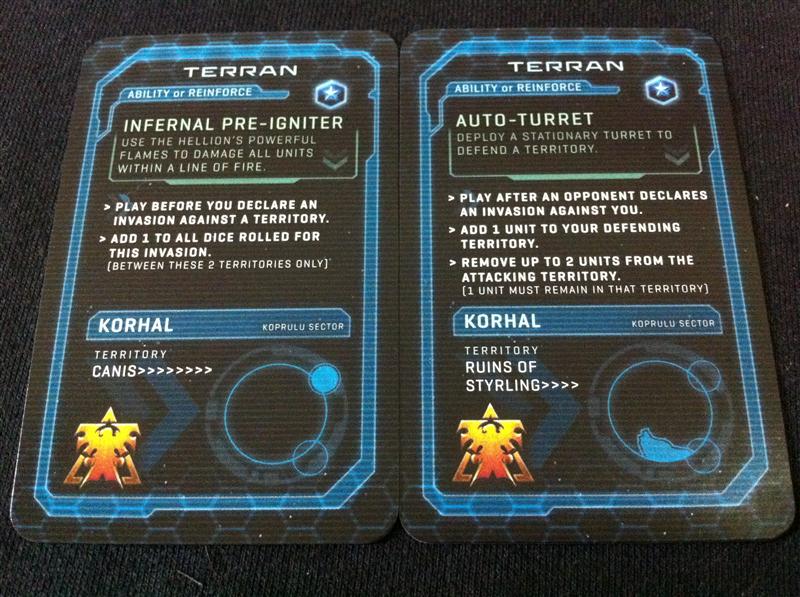 TERRAN
ABILITY or REINFORCE
INFERNAL PRE-IGNITER
USE THE HELLION'S POWERFUL
FLAMES TO DAMAGE ALL UNITS
WITHIN A LINE OF FIRE.
> PLAY BEFORE YOU DECLARE AN
INVASION AGAINST A TERRITORY.
> ADD 1 TO ALL DICE ROLLED FOR
THIS INVASION.
(BETWEEN THESE 2 TERRITORIES ONLY)
KORHAL KOPRULU SECTOR
TERRITORY
CANIS>>>>>>>>
TERRAN
ABILITY or REINFORCE
AUTO-TURRET
DEPLOY A STATIONARY TURRET TO
DEFEND A TERRITORY.
> PLAY AFTER AN OPPONENT DECLARES
AN INVASION AGAINST YOU.
> ADD 1 UNIT TO YOUR DEFENDING
TERRITORY.
> REMOVE UP TO 2 UNITS FROM THE
ATTACKING TERRITORY.
(1 UNIT MUST REMAIN IN THAT TERRITORY)
KORHAL KOPRULU SECTOR
TERRITORY
RUINS OF
STYRLING>>>>